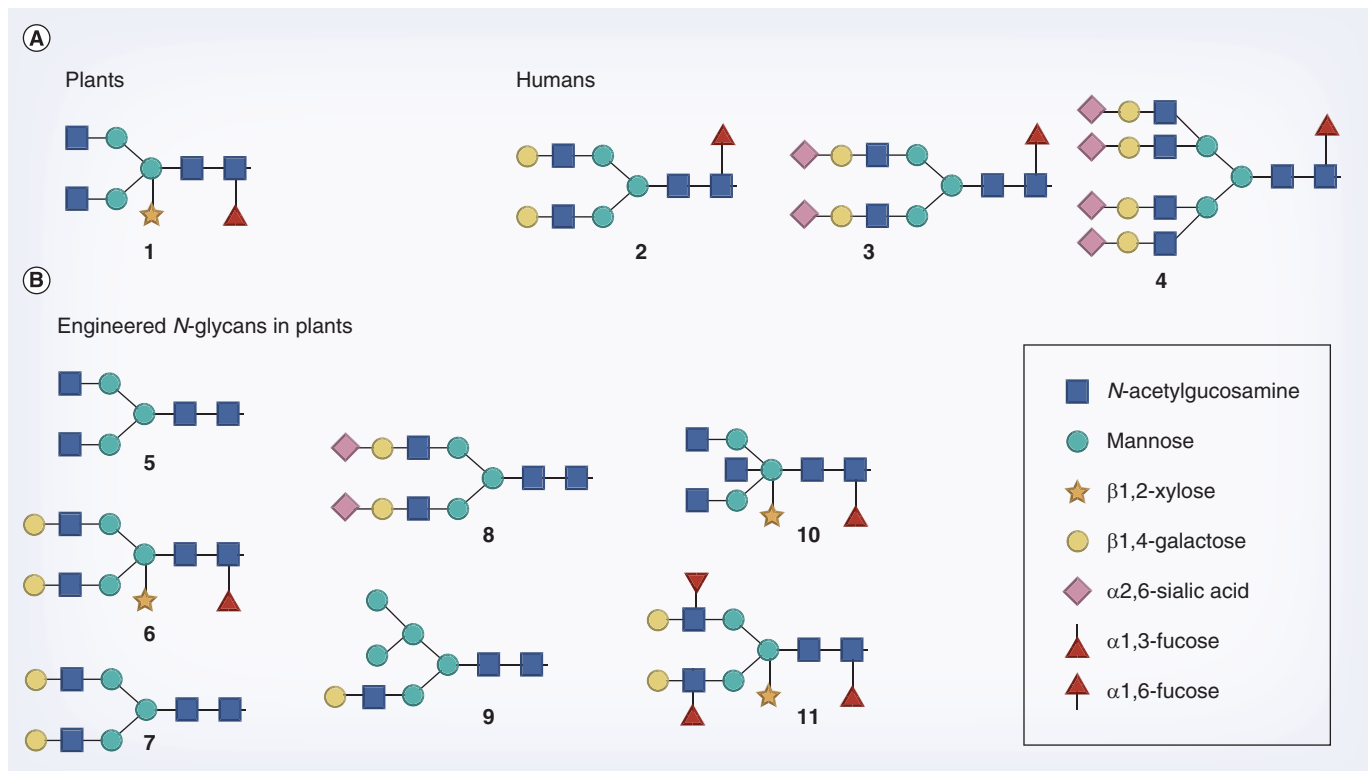 A
Plants
Humans
1
2
3
4
B
Engineered N-glycans in plants
5
6
7
8
9
10
11
N-acetylgucosamine
Mannose
β1,2-xylose
β1,4-galactose
α2,6-sialic acid
α1,3-fucose
α1,6-fucose